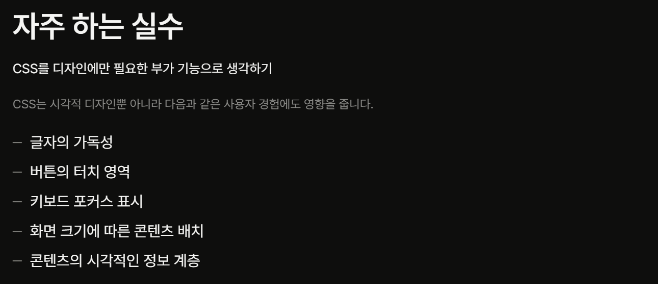 자주 하는 실수
CSS를 디자인에만 필요한 부가 기능으로 생각하기
CSS는 시각적 디자인뿐 아니라 다음과 같은 사용자 경험에도 영향을 줍니다.
— 글자의 가독성
— 버튼의 터치 영역
— 키보드 포커스 표시
— 화면 크기에 따른 콘텐츠 배치
— 콘텐츠의 시각적인 정보 계층